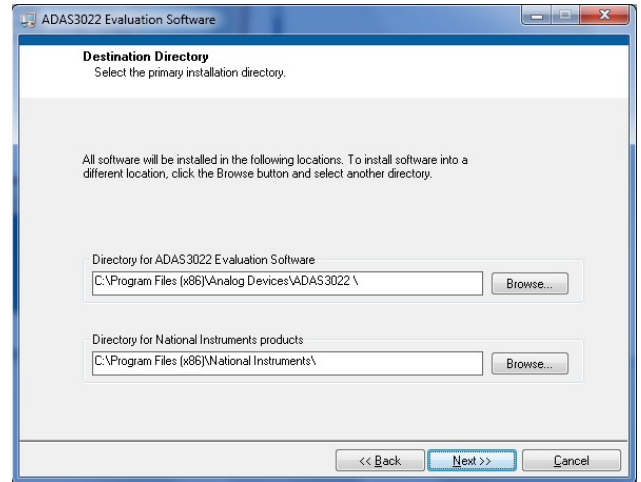 ADAS3022 Evaluation Software
Destination Directory
Select the primary installation directory.
All software will be installed in the following locations. To install software into a
different location, click the Browse button and select another directory.
Directory for ADAS3022 Evaluation Software
C:\Program Files (x86)\Analog Devices\ADAS3022 \
Browse...
Directory for National Instruments products
C:\Program Files (x86)\National Instruments\
Browse...
<< Back
Next >>
Cancel